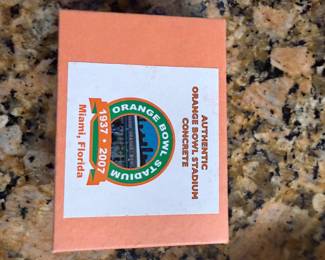 AUTHENTIC
ORANGE BOWL STADIUM
CONCRETE
ORANGE BOWL STADIUM
1937 • 2007
Miami, Florida